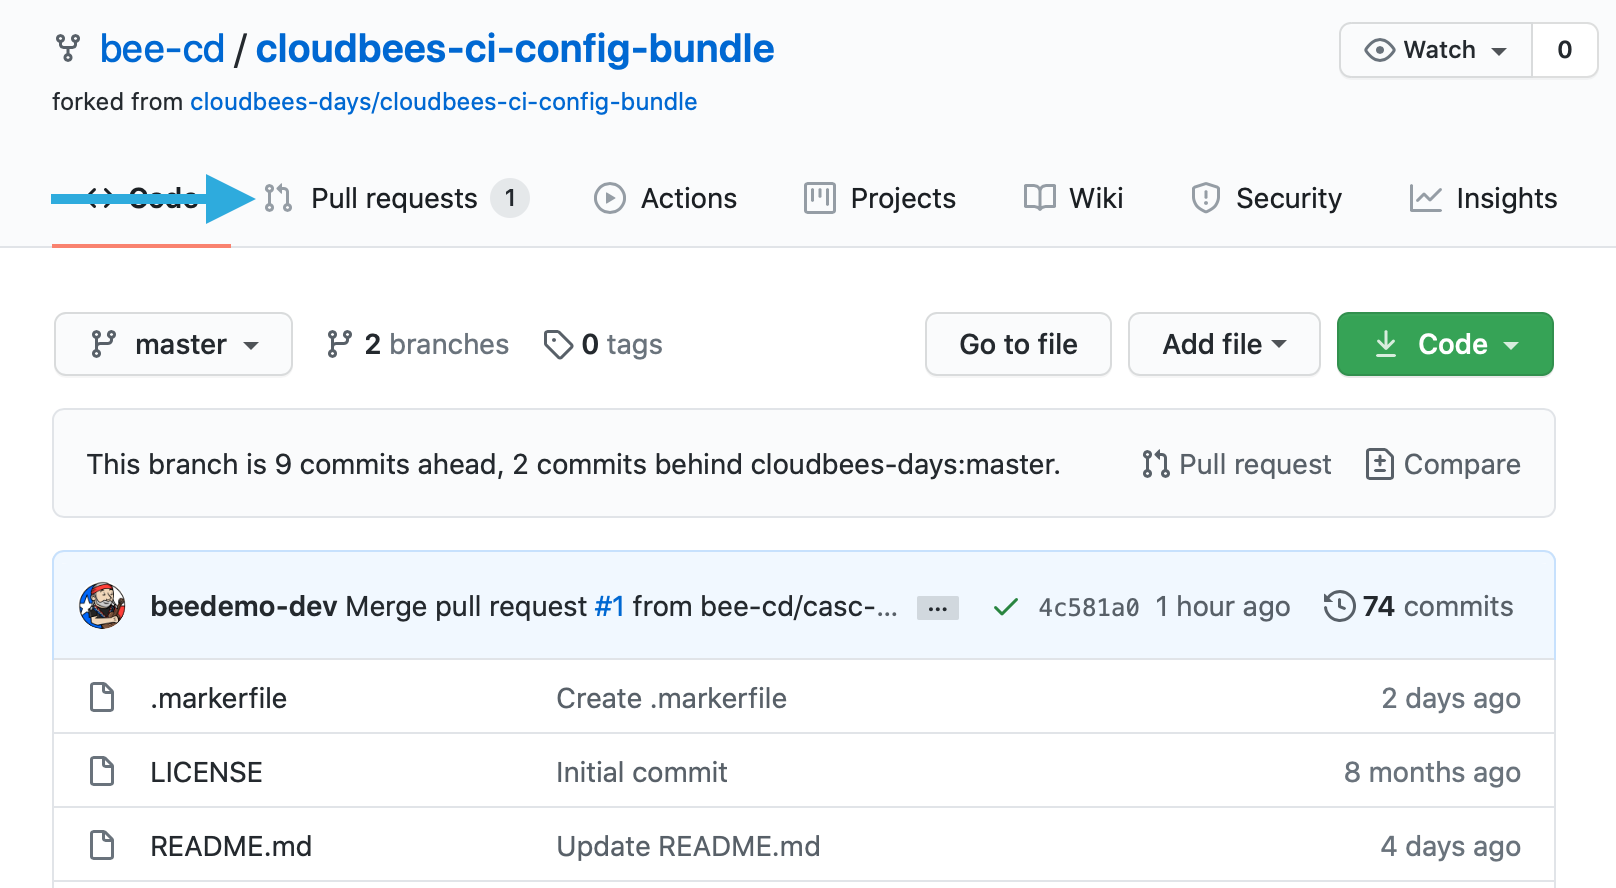 bee-cd / cloudbees-ci-config-bundle
Watch 0
forked from cloudbees-days/cloudbees-ci-config-bundle
Code Pull requests 1 Actions Projects Wiki Security Insights
master 2 branches 0 tags Go to file Add file Code
This branch is 9 commits ahead, 2 commits behind cloudbees-days:master. Pull request Compare
beedemo-dev Merge pull request #1 from bee-cd/casc-... ... 4c581a0 1 hour ago 74 commits
.markerfile Create .markerfile 2 days ago
LICENSE Initial commit 8 months ago
README.md Update README.md 4 days ago